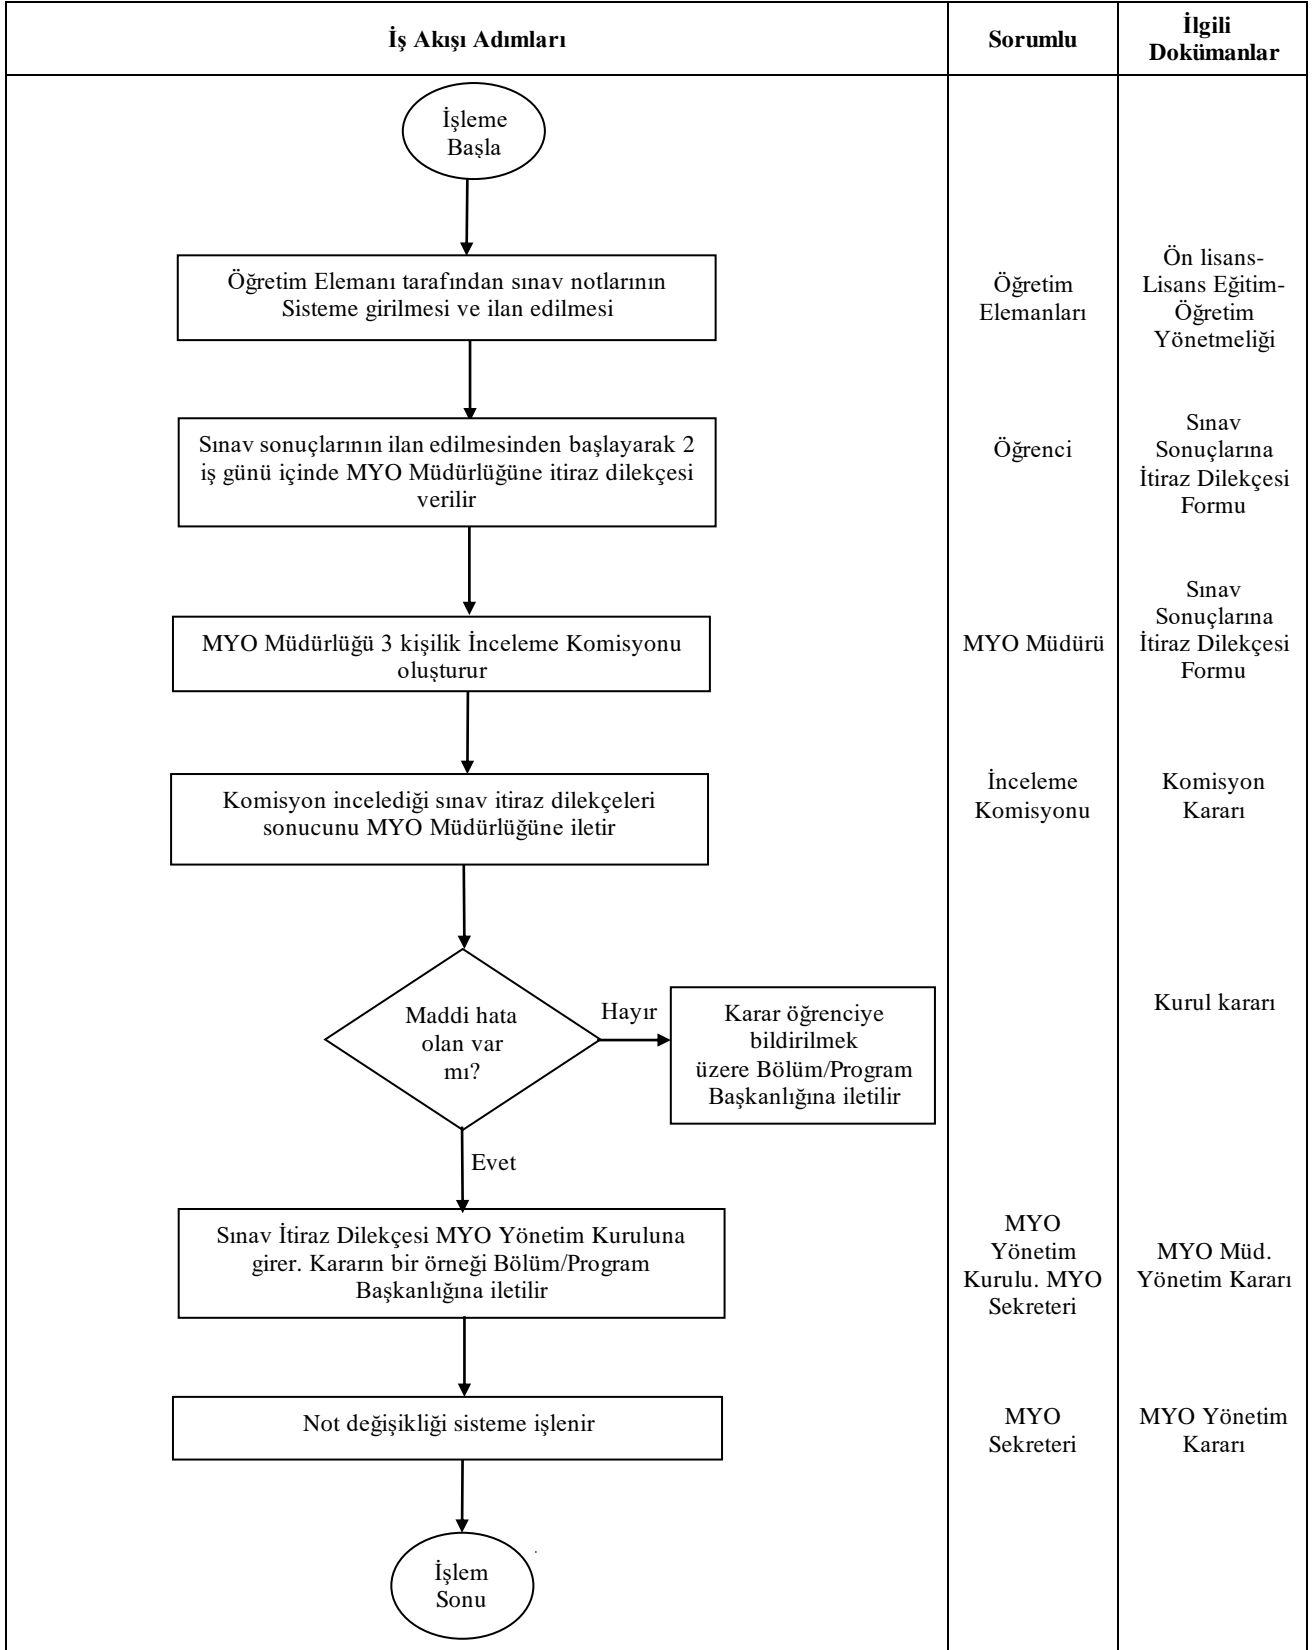 İş Akışı Adımları
Sorumlu
İlgili
Dokümanlar
İşleme
Başla
Öğretim Elemanı tarafından sınav notlarının
Sisteme girilmesi ve ilan edilmesi
Öğretim
Elemanları
Ön lisans-
Lisans Eğitim-
Öğretim
Yönetmeliği
Sınav sonuçlarının ilan edilmesinden başlayarak 2
iş günü içinde MYO Müdürlüğüne itiraz dilekçesi
verilir
Öğrenci
Sınav
Sonuçlarına
İtiraz Dilekçesi
Formu
MYO Müdürlüğü 3 kişilik İnceleme Komisyonu
oluşturur
MYO Müdürü
Sınav
Sonuçlarına
İtiraz Dilekçesi
Formu
Komisyon incelediği sınav itiraz dilekçeleri
sonucunu MYO Müdürlüğüne iletir
İnceleme
Komisyonu
Komisyon
Kararı
Maddi hata
olan var
mı?
Hayır
Karar öğrenciye
bildirilmek
üzere Bölüm/Program
Başkanlığına iletilir
Kurul kararı
Evet
Sınav İtiraz Dilekçesi MYO Yönetim Kuruluna
girer. Kararın bir örneği Bölüm/Program
Başkanlığına iletilir
MYO
Yönetim
Kurulu. MYO
Sekreteri
MYO Müd.
Yönetim Kararı
Not değişikliği sisteme işlenir
MYO
Sekreteri
MYO Yönetim
Kararı
İşlem
Sonu